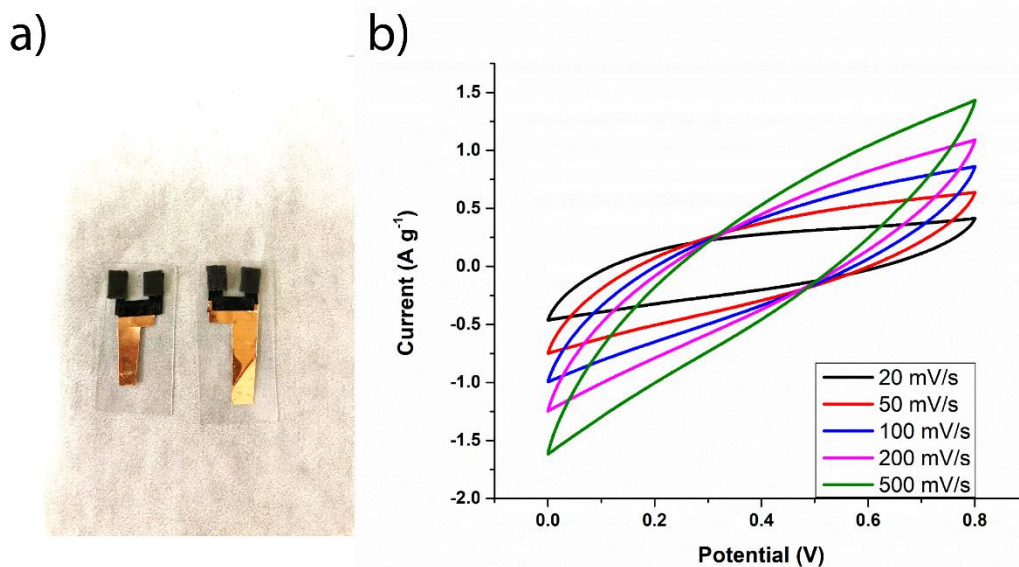 a)
b)
1.5
1.0
0.5
0.0
-0.5
-1.0
-1.5
-2.0
Current (A g⁻¹)
0.0 0.2 0.4 0.6 0.8
Potential (V)
20 mV/s
50 mV/s
100 mV/s
200 mV/s
500 mV/s